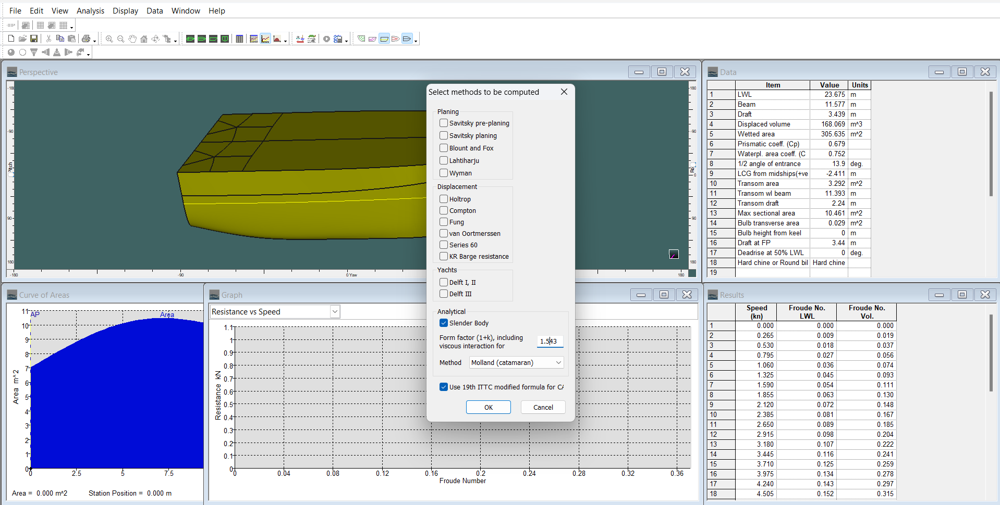 File Edit View Analysis Display Data Window Help
Perspective
-180
-90
90
180
Pitch
-180 -90 0 Yaw 180
180
-90
0
90
180
Ro
Select methods to be computed
Planing
Savitsky pre-planing
Savitsky planing
Blount and Fox
Lahtiharju
Wyman
Displacement
Holtrop
Compton
Fung
van Oortmerssen
Series 60
KR Barge resistance
Yachts
Delft I, II
Delft III
Analytical
Slender Body
Form factor (1+k), including
viscous interaction for
1.543
Method Molland (catamaran)
Use 19th ITTC modified formula for CA
OK Cancel
Data
Item Value Units
1 LWL 23.675 m
2 Beam 11.577 m
3 Draft 3.439 m
4 Displaced volume 168.069 m^3
5 Wetted area 305.635 m^2
6 Prismatic coeff. (Cp) 0.679
7 Waterpl. area coeff. (C 0.752
8 1/2 angle of entrance 13.9 deg.
9 LCG from midships(+ve -2.411 m
10 Transom area 3.292 m^2
11 Transom wl beam 11.393 m
12 Transom draft 2.24 m
13 Max sectional area 10.461 m^2
14 Bulb transverse area 0.029 m^2
15 Bulb height from keel 0 m
16 Draft at FP 3.44 m
17 Deadrise at 50% LWL 0 deg.
18 Hard chine or Round bil Hard chine
19
Curve of Areas
AP
Area
11
10
9
8
7
6
5
4
3
2
1
0
Area m^2
0 2.5 5 7.5
Area = 0.000 m^2 Station Position = 0.000 m
Graph
Resistance vs Speed
1.1
1
0.9
0.8
0.7
0.6
0.5
0.4
0.3
0.2
0.1
0
Resistance kN
0 0.04 0.08 0.12 0.16 0.2 0.24 0.28 0.32 0.36
Froude Number
Results
Speed (kn) Froude No. LWL Froude No. Vol.
1 0.000 0.000 0.000
2 0.265 0.009 0.019
3 0.530 0.018 0.037
4 0.795 0.027 0.056
5 1.060 0.036 0.074
6 1.325 0.045 0.093
7 1.590 0.054 0.111
8 1.855 0.063 0.130
9 2.120 0.072 0.148
10 2.385 0.081 0.167
11 2.650 0.089 0.185
12 2.915 0.098 0.204
13 3.180 0.107 0.222
14 3.445 0.116 0.241
15 3.710 0.125 0.259
16 3.975 0.134 0.278
17 4.240 0.143 0.297
18 4.505 0.152 0.315